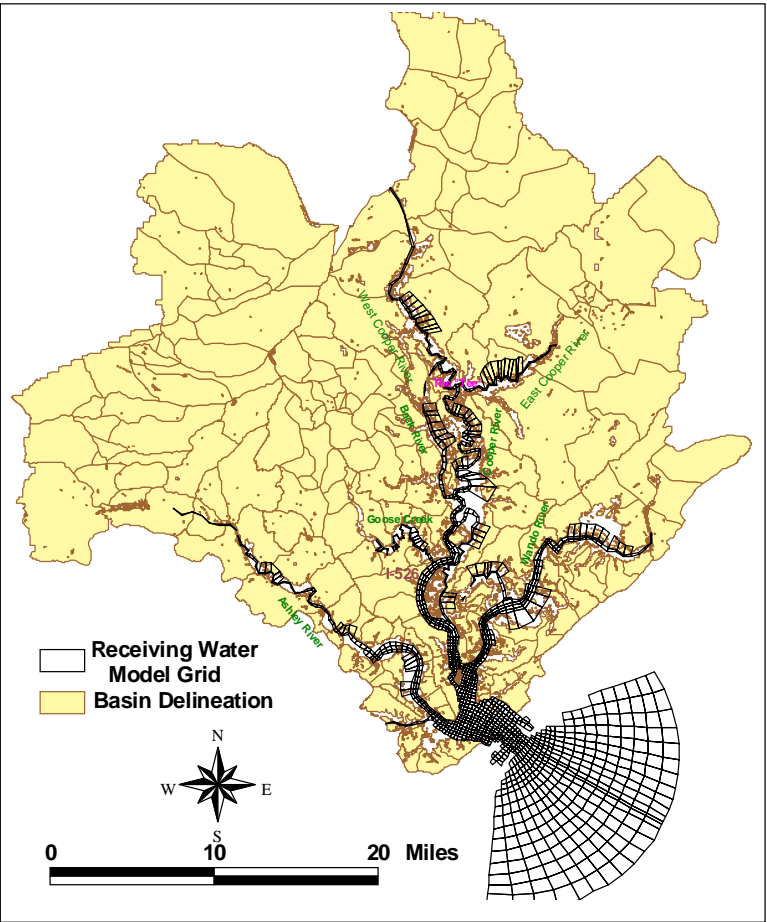 West Cooper River
East Cooper River
Back River
Cooper River
Goose Creek
Wando River
I-526
Ashley River
Receiving Water
Model Grid
Basin Delineation
N
W
E
S
0
10
20 Miles